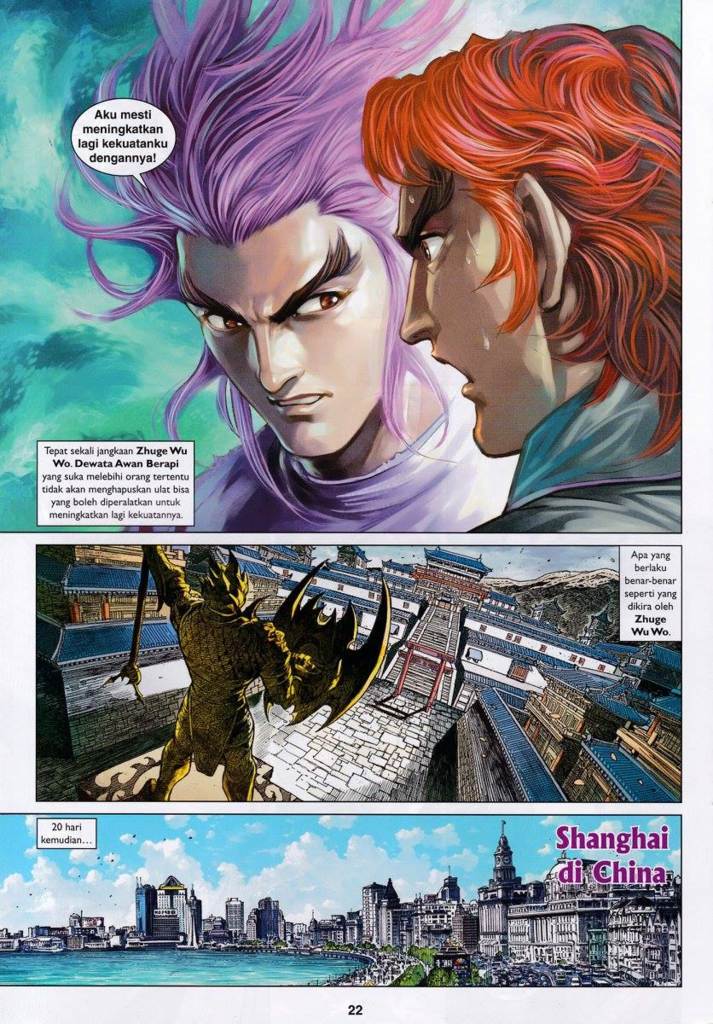 Aku mesti
meningkatkan
lagi kekuatanku
dengannya!
Tepat sekali jangkaan Zhuge Wu
Wo. Dewata Awan Berapi
yang suka melebihi orang tertentu
tidak akan menghapuskan ulat bisa
yang boleh diperalatkan untuk
meningkatkan lagi kekuatannya.
Apa yang
berlaku
benar-benar
seperti yang
dikira oleh
Zhuge
Wu Wo.
20 hari
kemudian...
Shanghai
di China
22